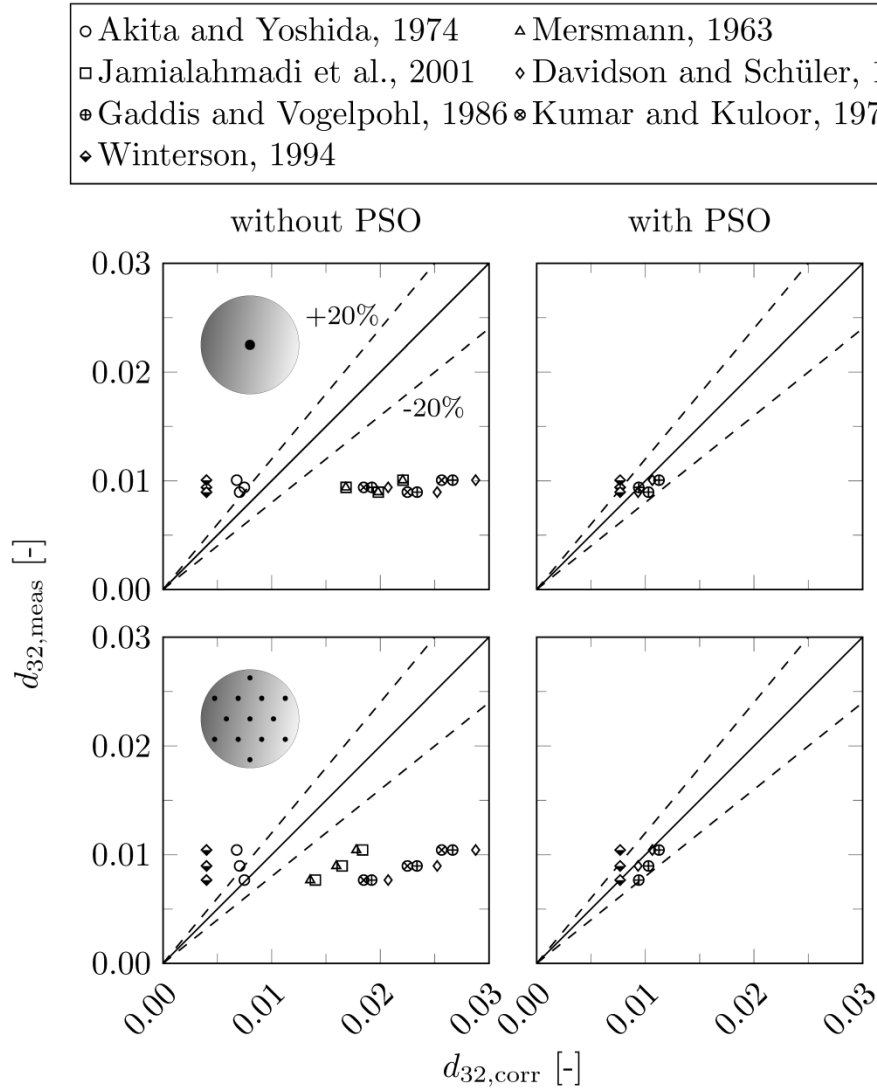 Akita and Yoshida, 1974 Mersmann, 1963
Jamialahmadi et al., 2001 Davidson and Schüler, 1
Gaddis and Vogelpohl, 1986 Kumar and Kuloor, 197
Winterson, 1994
without PSO with PSO
0.03
+20%
0.02
-20%
0.01
0.00
d32,meas [-]
0.03
0.02
0.01
0.00
0.00 0.01 0.02 0.03 0.00 0.01 0.02 0.03
d32,corr [-]